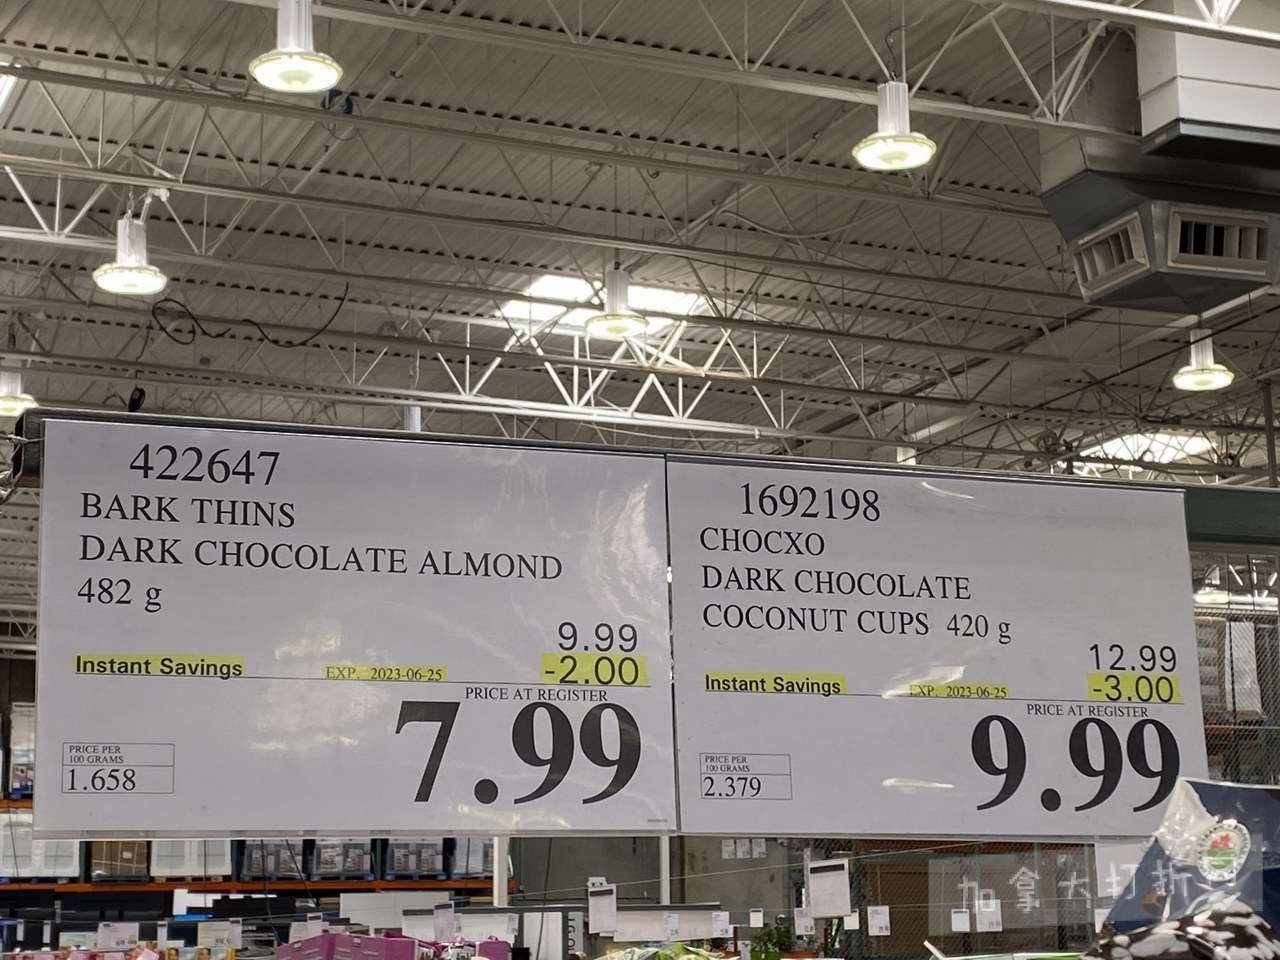 422647
BARK THINS
DARK CHOCOLATE ALMOND
482 g
9.99
Instant Savings EXP. 2023-06-25 -2.00
PRICE AT REGISTER
7.99
PRICE PER
100 GRAMS
1.658
1692198
CHOCXO
DARK CHOCOLATE
COCONUT CUPS 420 g
12.99
Instant Savings EXP. 2023-06-25 -3.00
PRICE AT REGISTER
9.99
PRICE PER
100 GRAMS
2.379
加拿大打折